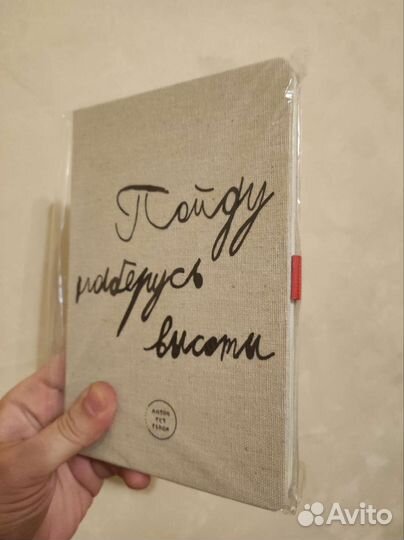 Пойду
наберусь
высоты
АНТОН
ТУТ
РЯДОМ
Avito